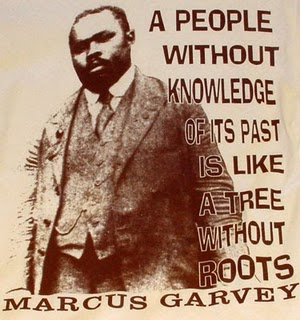 A PEOPLE
WITHOUT
KNOWLEDGE
OF ITS PAST
IS LIKE
A TREE
WITHOUT
ROOTS
MARCUS GARVEY